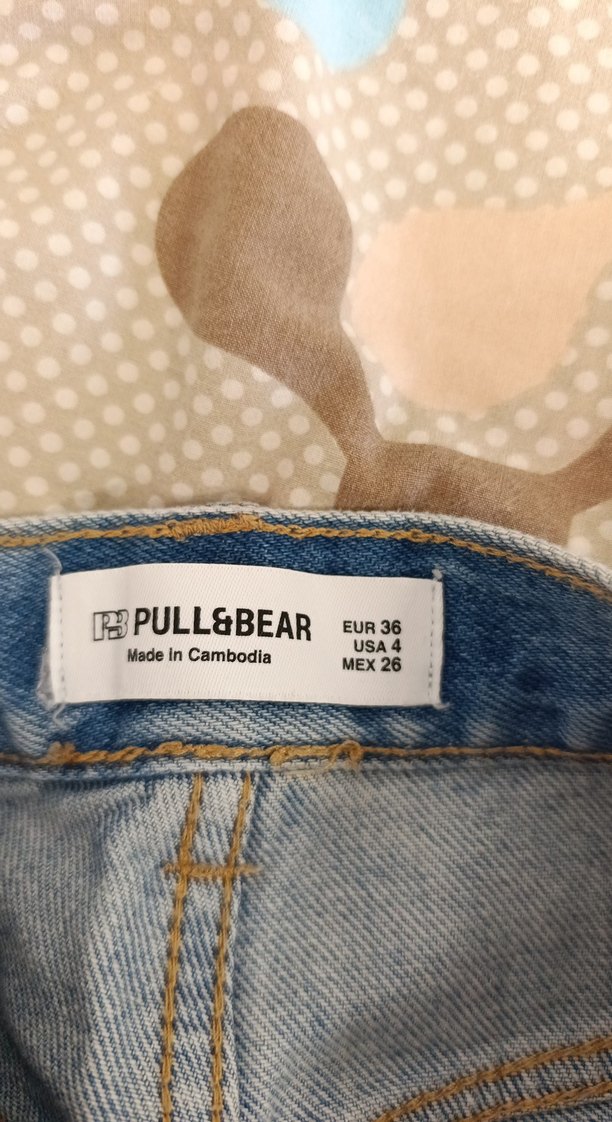 PB PULL&BEAR
Made in Cambodia
EUR 36
USA 4
MEX 26